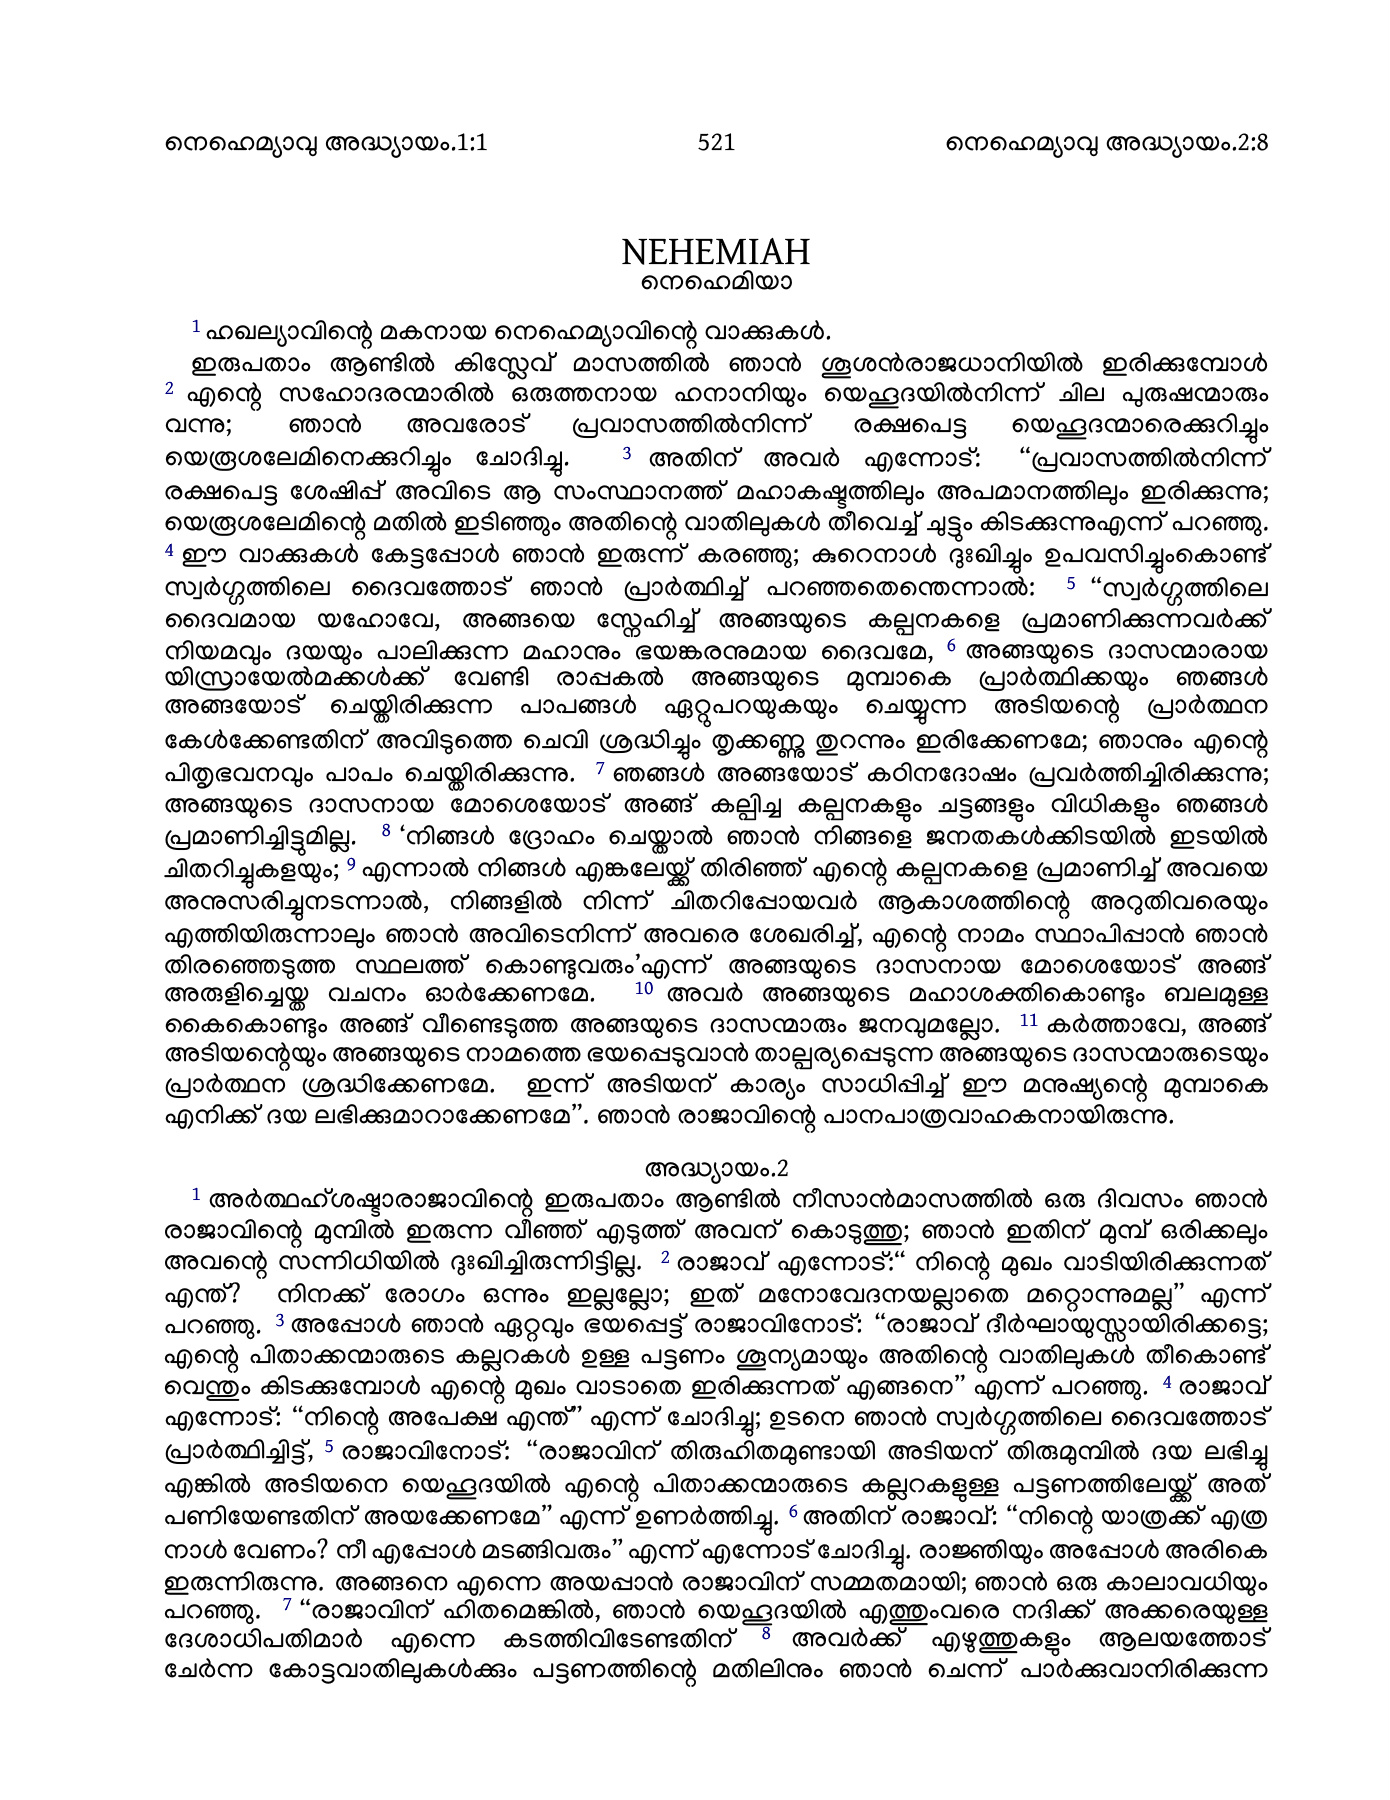 നെഹെമ്യാവു അദ്ധ്യായം.1:1 521 നെഹെമ്യാവു അദ്ധ്യായം.2:8
NEHEMIAH
നെഹെമിയാ
1 ഹഖല്യാവിന്റെ മകനായ നെഹെമ്യാവിന്റെ വാക്കുകൾ.
ഇരുപതാം ആണ്ടിൽ കിസ്ലേവ് മാസത്തിൽ ഞാൻ ശൂശൻരാജധാനിയിൽ ഇരിക്കുമ്പോൾ
2 എന്റെ സഹോദരന്മാരിൽ ഒരുത്തനായ ഹനാനിയും യെഹൂദയിൽനിന്ന് ചില പുരുഷന്മാരും
വന്നു; ഞാൻ അവരോട് പ്രവാസത്തിൽനിന്ന് രക്ഷപെട്ട യെഹൂദന്മാരെക്കുറിച്ചും
യെരൂശലേമിനെക്കുറിച്ചും ചോദിച്ചു. 3 അതിന് അവർ എന്നോട്: “പ്രവാസത്തിൽനിന്ന്
രക്ഷപെട്ട ശേഷിപ്പ് അവിടെ ആ സംസ്ഥാനത്ത് മഹാകഷ്ടത്തിലും അപമാനത്തിലും ഇരിക്കുന്നു;
യെരൂശലേമിന്റെ മതിൽ ഇടിഞ്ഞും അതിന്റെ വാതിലുകൾ തീവെച്ച് ചുട്ടും കിടക്കുന്നുഎന്ന് പറഞ്ഞു.
4 ഈ വാക്കുകൾ കേട്ടപ്പോൾ ഞാൻ ഇരുന്ന് കരഞ്ഞു; കുറെനാൾ ദുഃഖിച്ചും ഉപവസിച്ചുംകൊണ്ട്
സ്വർഗ്ഗത്തിലെ ദൈവത്തോട് ഞാൻ പ്രാർത്ഥിച്ച് പറഞ്ഞതെന്തെന്നാൽ: 5 “സ്വർഗ്ഗത്തിലെ
ദൈവമായ യഹോവേ, അങ്ങയെ സ്നേഹിച്ച് അങ്ങയുടെ കല്പനകളെ പ്രമാണിക്കുന്നവർക്ക്
നിയമവും ദയയും പാലിക്കുന്ന മഹാനും ഭയങ്കരനുമായ ദൈവമേ, 6 അങ്ങയുടെ ദാസന്മാരായ
യിസ്രായേൽമക്കൾക്ക് വേണ്ടി രാപ്പകൽ അങ്ങയുടെ മുമ്പാകെ പ്രാർത്ഥിക്കയും ഞങ്ങൾ
അങ്ങയോട് ചെയ്തിരിക്കുന്ന പാപങ്ങൾ ഏറ്റുപറയുകയും ചെയ്യുന്ന അടിയന്റെ പ്രാർത്ഥന
കേൾക്കേണ്ടതിന് അവിടുത്തെ ചെവി ശ്രദ്ധിച്ചും തൃക്കണ്ണു തുറന്നും ഇരിക്കേണമേ; ഞാനും എന്റെ
പിതൃഭവനവും പാപം ചെയ്തിരിക്കുന്നു. 7 ഞങ്ങൾ അങ്ങയോട് കഠിനദോഷം പ്രവർത്തിച്ചിരിക്കുന്നു;
അങ്ങയുടെ ദാസനായ മോശെയോട് അങ്ങ് കല്പിച്ച കല്പനകളും ചട്ടങ്ങളും വിധികളും ഞങ്ങൾ
പ്രമാണിച്ചിട്ടുമില്ല. 8 ‘നിങ്ങൾ ദ്രോഹം ചെയ്താൽ ഞാൻ നിങ്ങളെ ജനതകൾക്കിടയിൽ ഇടയിൽ
ചിതറിച്ചുകളയും; 9 എന്നാൽ നിങ്ങൾ എങ്കലേയ്ക്ക് തിരിഞ്ഞ് എന്റെ കല്പനകളെ പ്രമാണിച്ച് അവയെ
അനുസരിച്ചുനടന്നാൽ, നിങ്ങളിൽ നിന്ന് ചിതറിപ്പോയവർ ആകാശത്തിന്റെ അറുതിവരെയും
എത്തിയിരുന്നാലും ഞാൻ അവിടെനിന്ന് അവരെ ശേഖരിച്ച്, എന്റെ നാമം സ്ഥാപിപ്പാൻ ഞാൻ
തിരഞ്ഞെടുത്ത സ്ഥലത്ത് കൊണ്ടുവരും’എന്ന് അങ്ങയുടെ ദാസനായ മോശെയോട് അങ്ങ്
അരുളിച്ചെയ്ത വചനം ഓർക്കേണമേ. 10 അവർ അങ്ങയുടെ മഹാശക്തികൊണ്ടും ബലമുള്ള
കൈകൊണ്ടും അങ്ങ് വീണ്ടെടുത്ത അങ്ങയുടെ ദാസന്മാരും ജനവുമല്ലോ. 11 കർത്താവേ, അങ്ങ്
അടിയന്റെയും അങ്ങയുടെ നാമത്തെ ഭയപ്പെടുവാൻ താല്പര്യപ്പെടുന്ന അങ്ങയുടെ ദാസന്മാരുടെയും
പ്രാർത്ഥന ശ്രദ്ധിക്കേണമേ. ഇന്ന് അടിയന് കാര്യം സാധിപ്പിച്ച് ഈ മനുഷ്യന്റെ മുമ്പാകെ
എനിക്ക് ദയ ലഭിക്കുമാറാക്കേണമേ”. ഞാൻ രാജാവിന്റെ പാനപാത്രവാഹകനായിരുന്നു.
അദ്ധ്യായം.2
1 അർത്ഥഹ്ശഷ്ടാരാജാവിന്റെ ഇരുപതാം ആണ്ടിൽ നീസാൻമാസത്തിൽ ഒരു ദിവസം ഞാൻ
രാജാവിന്റെ മുമ്പിൽ ഇരുന്ന വീഞ്ഞ് എടുത്ത് അവന് കൊടുത്തു; ഞാൻ ഇതിന് മുമ്പ് ഒരിക്കലും
അവന്റെ സന്നിധിയിൽ ദുഃഖിച്ചിരുന്നിട്ടില്ല. 2 രാജാവ് എന്നോട്:“ നിന്റെ മുഖം വാടിയിരിക്കുന്നത്
എന്ത്? നിനക്ക് രോഗം ഒന്നും ഇല്ലല്ലോ; ഇത് മനോവേദനയല്ലാതെ മറ്റൊന്നുമല്ല” എന്ന്
പറഞ്ഞു. 3 അപ്പോൾ ഞാൻ ഏറ്റവും ഭയപ്പെട്ട് രാജാവിനോട്: “രാജാവ് ദീർഘായുസ്സായിരിക്കട്ടെ;
എന്റെ പിതാക്കന്മാരുടെ കല്ലറകൾ ഉള്ള പട്ടണം ശൂന്യമായും അതിന്റെ വാതിലുകൾ തീകൊണ്ട്
വെന്തും കിടക്കുമ്പോൾ എന്റെ മുഖം വാടാതെ ഇരിക്കുന്നത് എങ്ങനെ” എന്ന് പറഞ്ഞു. 4 രാജാവ്
എന്നോട്: “നിന്റെ അപേക്ഷ എന്ത്” എന്ന് ചോദിച്ചു; ഉടനെ ഞാൻ സ്വർഗ്ഗത്തിലെ ദൈവത്തോട്
പ്രാർത്ഥിച്ചിട്ട്, 5 രാജാവിനോട്: “രാജാവിന് തിരുഹിതമുണ്ടായി അടിയന് തിരുമുമ്പിൽ ദയ ലഭിച്ചു
എങ്കിൽ അടിയനെ യെഹൂദയിൽ എന്റെ പിതാക്കന്മാരുടെ കല്ലറകളുള്ള പട്ടണത്തിലേയ്ക്ക് അത്
പണിയേണ്ടതിന് അയക്കേണമേ” എന്ന് ഉണർത്തിച്ചു. 6 അതിന് രാജാവ്: “നിന്റെ യാത്രക്ക് എത്ര
നാൾ വേണം? നീ എപ്പോൾ മടങ്ങിവരും” എന്ന് എന്നോട് ചോദിച്ചു. രാജ്ഞിയും അപ്പോൾ അരികെ
ഇരുന്നിരുന്നു. അങ്ങനെ എന്നെ അയപ്പാൻ രാജാവിന് സമ്മതമായി; ഞാൻ ഒരു കാലാവധിയും
പറഞ്ഞു. 7 “രാജാവിന് ഹിതമെങ്കിൽ, ഞാൻ യെഹൂദയിൽ എത്തുംവരെ നദിക്ക് അക്കരെയുള്ള
ദേശാധിപതിമാർ എന്നെ കടത്തിവിടേണ്ടതിന് 8 അവർക്ക് എഴുത്തുകളും ആലയത്തോട്
ചേർന്ന കോട്ടവാതിലുകൾക്കും പട്ടണത്തിന്റെ മതിലിനും ഞാൻ ചെന്ന് പാർക്കുവാനിരിക്കുന്ന